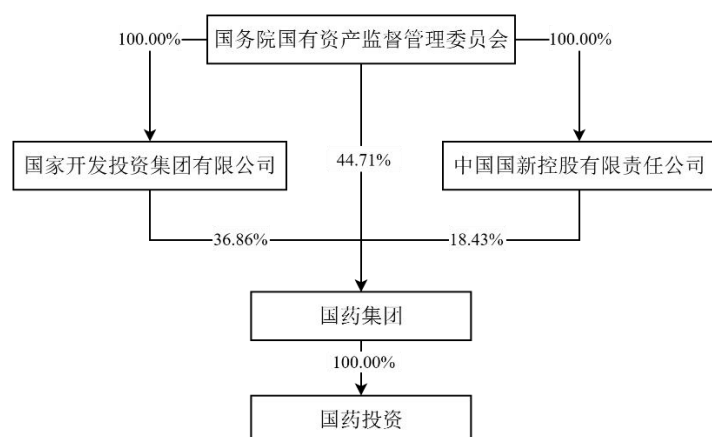 国务院国有资产监督管理委员会
100.00%
100.00%
国家开发投资集团有限公司
44.71%
中国国新控股有限责任公司
36.86%
18.43%
国药集团
100.00%
国药投资